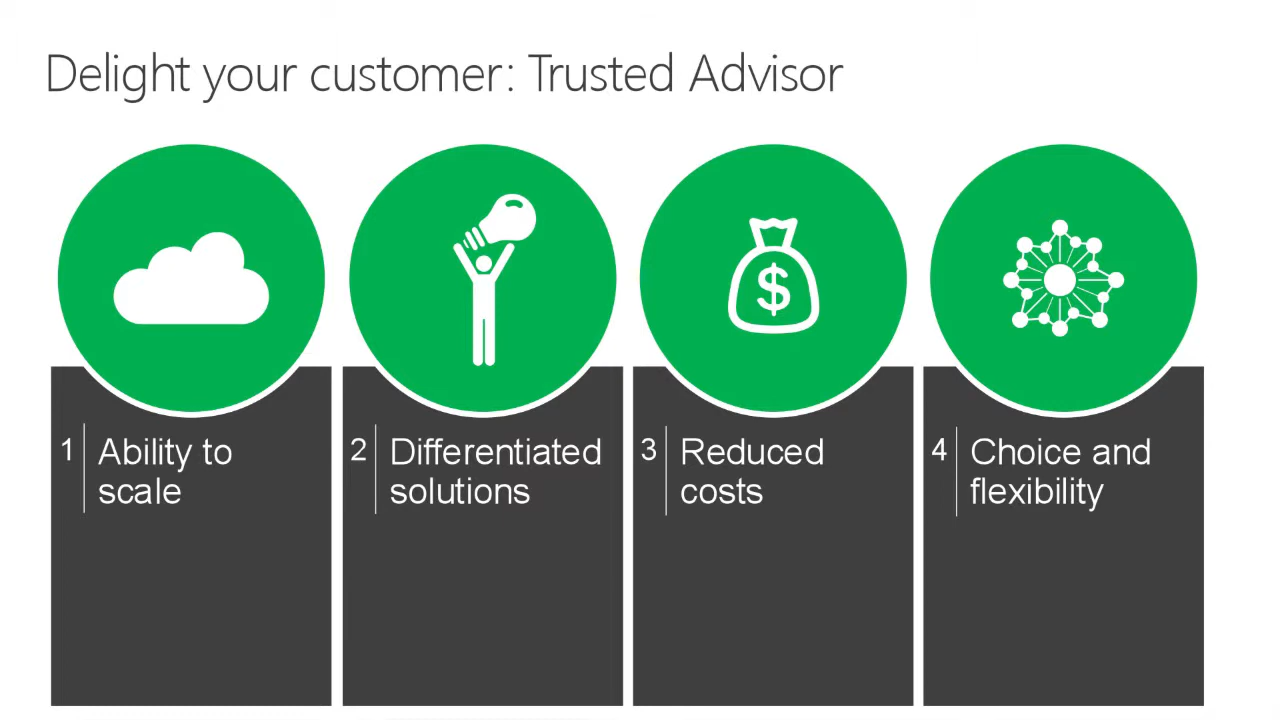 Delight your customer: Trusted Advisor
$
1
Ability to
scale
2
Differentiated
solutions
3
Reduced
costs
4
Choice and
flexibility